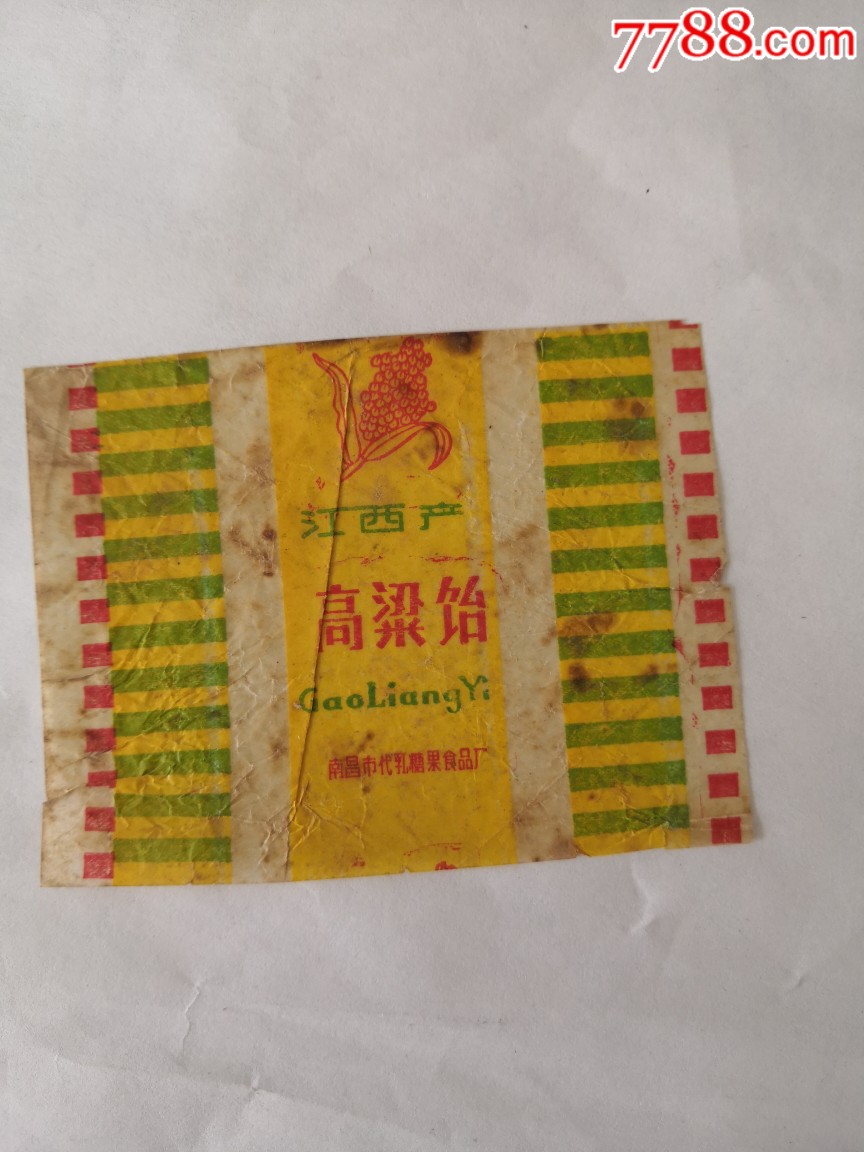 7788.com
江西产
高粱饴
GaoLiangYi
南昌市代乳糖果食品厂